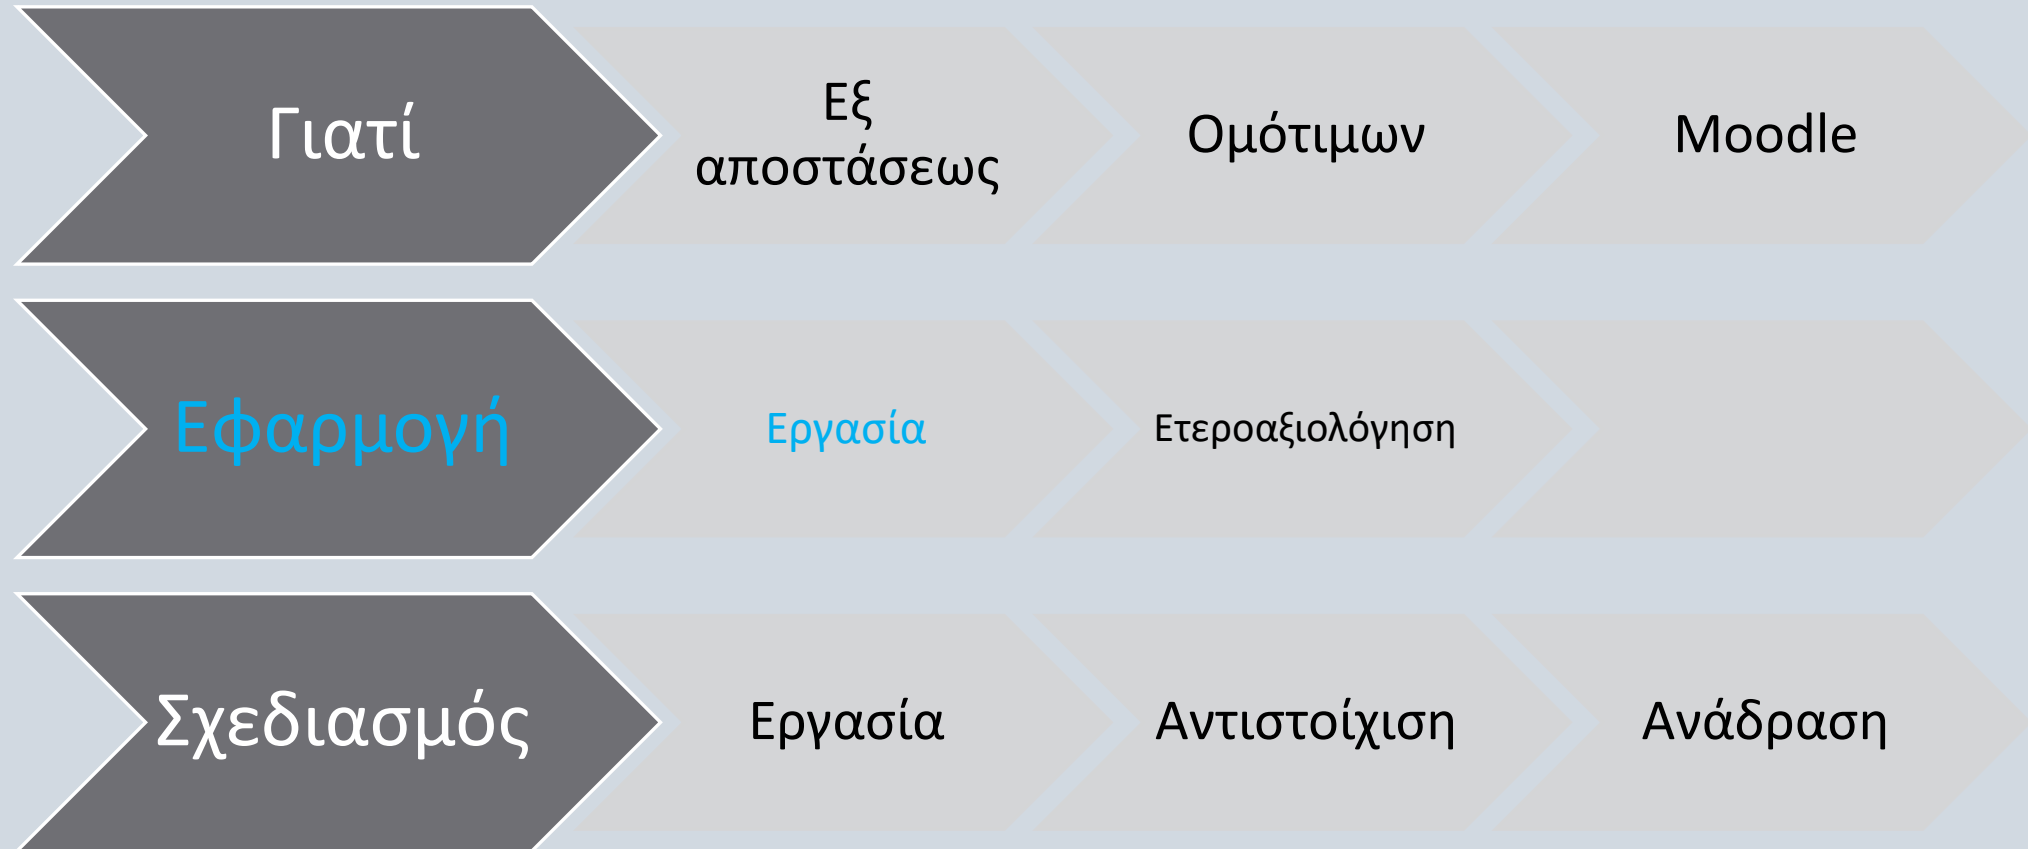 Γιατί
Εξ
αποστάσεως
Ομότιμων
Moodle
Εφαρμογή
Εργασία
Ετεροαξιολόγηση
Σχεδιασμός
Εργασία
Αντιστοίχιση
Ανάδραση